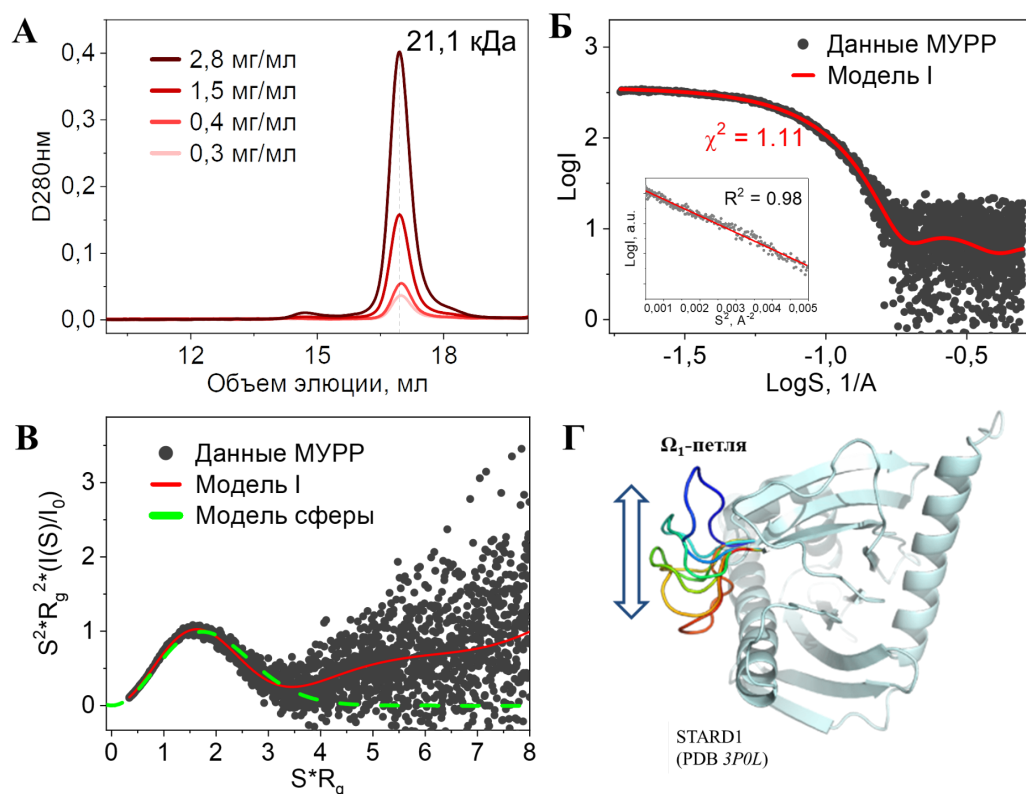 А
21,1 кДа
2,8 мг/мл
1,5 мг/мл
0,4 мг/мл
0,3 мг/мл
D280нм
0,4
0,3
0,2
0,1
0,0
12
15
18
Объем элюции, мл
Б
Данные МУРР
Модель I
χ² = 1.11
LogI
3
2
1
0
R² = 0.98
LogI, a.u.
0,001 0,002 0,003 0,004 0,005
S², A⁻²
-1,5 -1,0 -0,5
LogS, 1/A
В
Данные МУРР
Модель I
Модель сферы
S²*Rg²*(I(S)/I₀)
3
2
1
0
0 1 2 3 4 5 6 7 8
S*Rg
Г
Ω₁-петля
STARD1
(PDB 3P0L)